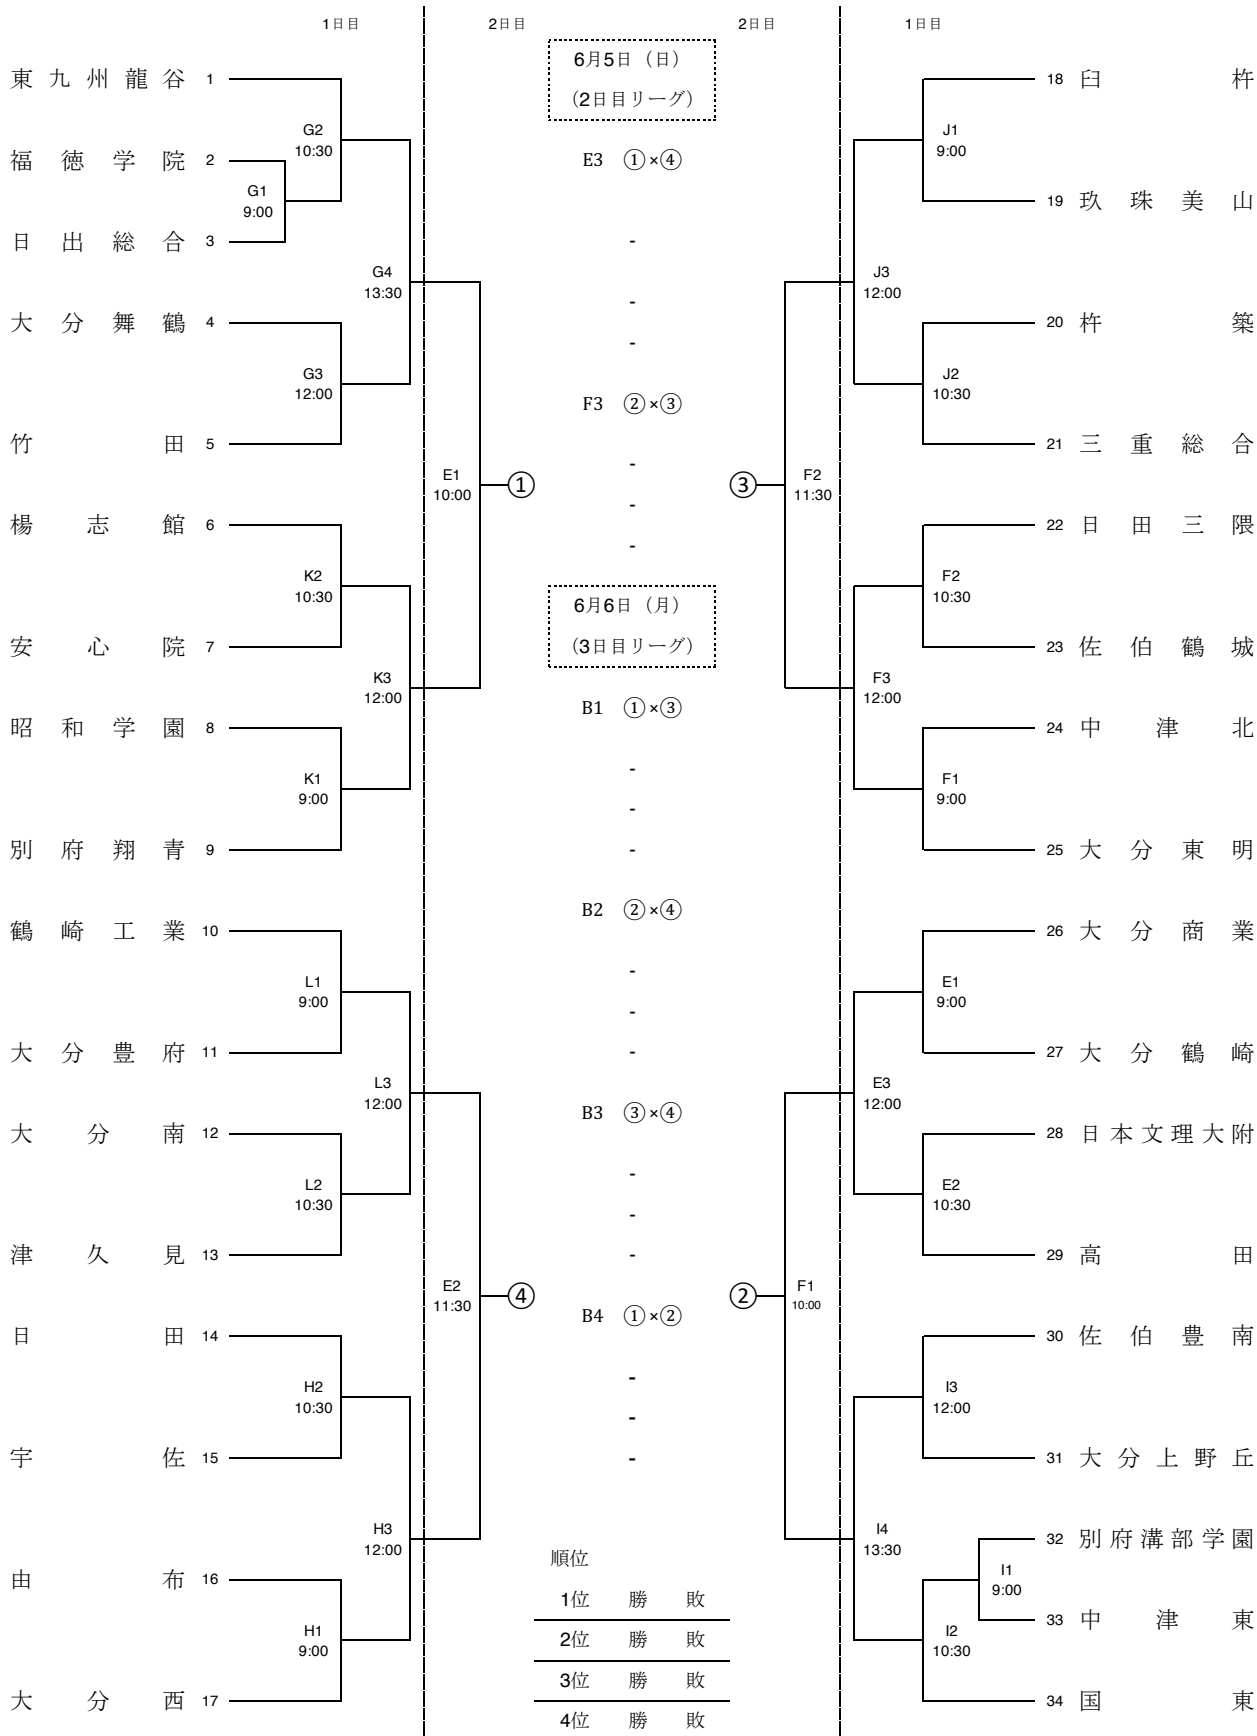 1日目
2日目
2日目
1日目
東九州龍谷 1
福徳学院 2
日出総合 3
大分舞鶴 4
竹田 5
楊志館 6
安心院 7
昭和学園 8
別府翔青 9
鶴崎工業 10
大分豊府 11
大分南 12
津久見 13
日田 14
宇佐 15
由布 16
大分西 17
G2
10:30
G1
9:00
G4
13:30
G3
12:00
K2
10:30
K3
12:00
K1
9:00
L1
9:00
L3
12:00
L2
10:30
H2
10:30
H3
12:00
H1
9:00
E1
10:00
①
E2
11:30
④
6月5日（日）
（2日目リーグ）
E3 ①×④
-
-
-
F3 ②×③
-
-
-
6月6日（月）
（3日目リーグ）
B1 ①×③
-
-
-
B2 ②×④
-
-
-
B3 ③×④
-
-
-
B4 ①×②
-
-
-
順位
1位 勝 敗
2位 勝 敗
3位 勝 敗
4位 勝 敗
③
F2
11:30
②
F1
10:00
J1
9:00
J3
12:00
J2
10:30
F2
10:30
F3
12:00
F1
9:00
E1
9:00
E3
12:00
E2
10:30
I3
12:00
I4
13:30
I1
9:00
I2
10:30
18 臼杵
19 玖珠美山
20 杵築
21 三重総合
22 日田三隈
23 佐伯鶴城
24 中津北
25 大分東明
26 大分商業
27 大分鶴崎
28 日本文理大附
29 高田
30 佐伯豊南
31 大分上野丘
32 別府溝部学園
33 中津東
34 国東